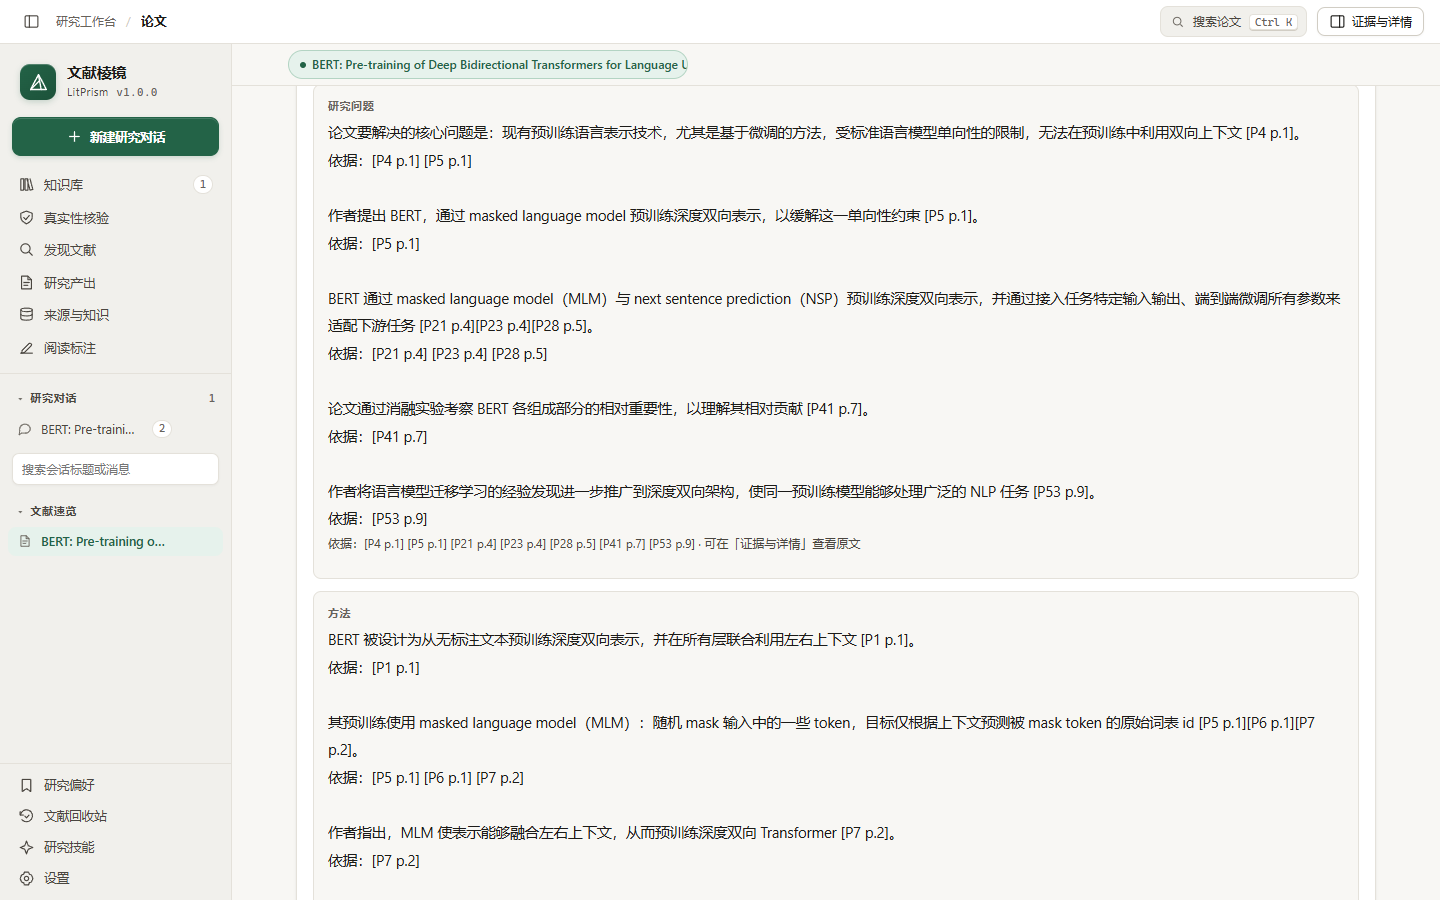 研究工作台 / 论文
搜索论文 Ctrl K
证据与详情
文献棱镜
LitPrism v1.0.0
新建研究对话
知识库 1
真实性核验
发现文献
研究产出
来源与知识
阅读标注
研究对话 1
BERT: Pre-traini... 2
搜索会话标题或消息
文献速览
BERT: Pre-training o...
研究偏好
文献回收站
研究技能
设置
BERT: Pre-training of Deep Bidirectional Transformers for Language U
研究问题
论文要解决的核心问题是：现有预训练语言表示技术，尤其是基于微调的方法，受标准语言模型单向性的限制，无法在预训练中利用双向上下文 [P4 p.1]。
依据：[P4 p.1] [P5 p.1]
作者提出 BERT，通过 masked language model 预训练深度双向表示，以缓解这一单向性约束 [P5 p.1]。
依据：[P5 p.1]
BERT 通过 masked language model（MLM）与 next sentence prediction（NSP）预训练深度双向表示，并通过接入任务特定输入输出、端到端微调所有参数来
适配下游任务 [P21 p.4][P23 p.4][P28 p.5]。
依据：[P21 p.4] [P23 p.4] [P28 p.5]
论文通过消融实验考察 BERT 各组成部分的相对重要性，以理解其相对贡献 [P41 p.7]。
依据：[P41 p.7]
作者将语言模型迁移学习的经验发现进一步推广到深度双向架构，使同一预训练模型能够处理广泛的 NLP 任务 [P53 p.9]。
依据：[P53 p.9]
依据：[P4 p.1] [P5 p.1] [P21 p.4] [P23 p.4] [P28 p.5] [P41 p.7] [P53 p.9] · 可在「证据与详情」查看原文
方法
BERT 被设计为从无标注文本预训练深度双向表示，并在所有层联合利用左右上下文 [P1 p.1]。
依据：[P1 p.1]
其预训练使用 masked language model（MLM）：随机 mask 输入中的一些 token，目标仅根据上下文预测被 mask token 的原始词表 id [P5 p.1][P6 p.1][P7
p.2]。
依据：[P5 p.1] [P6 p.1] [P7 p.2]
作者指出，MLM 使表示能够融合左右上下文，从而预训练深度双向 Transformer [P7 p.2]。
依据：[P7 p.2]